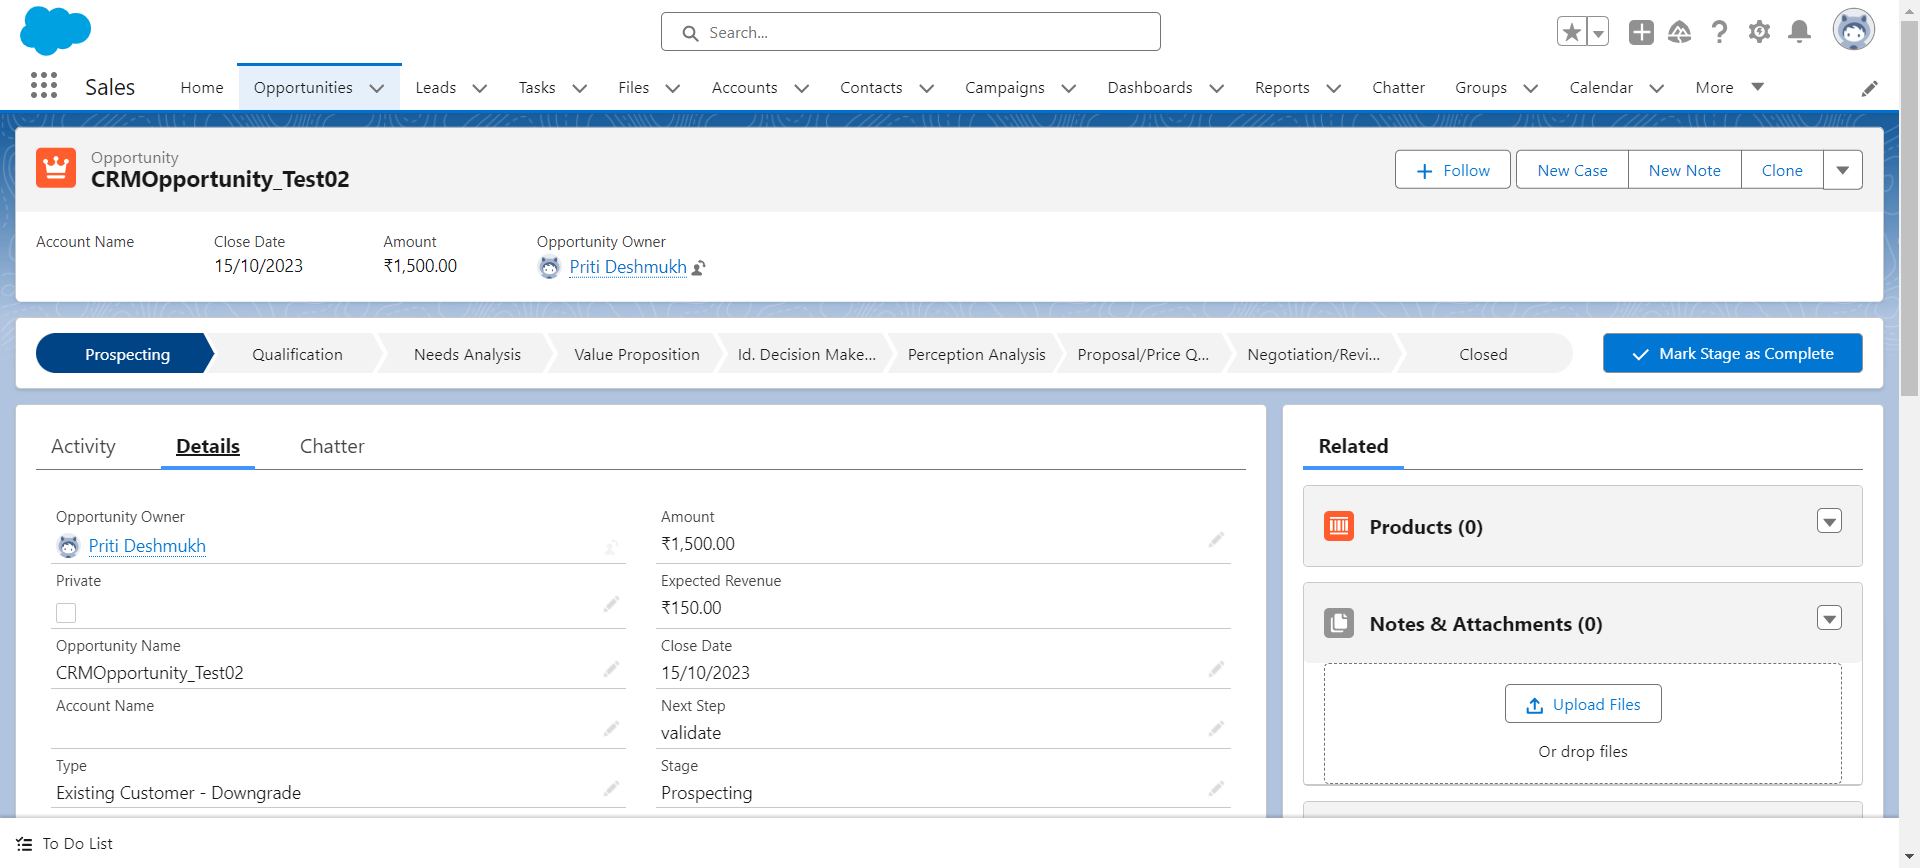 Search...
Sales
Home
Opportunities
Leads
Tasks
Files
Accounts
Contacts
Campaigns
Dashboards
Reports
Chatter
Groups
Calendar
More
Opportunity
CRMOpportunity_Test02
Follow
New Case
New Note
Clone
Account Name
Close Date
15/10/2023
Amount
₹1,500.00
Opportunity Owner
Priti Deshmukh
Prospecting
Qualification
Needs Analysis
Value Proposition
Id. Decision Make...
Perception Analysis
Proposal/Price Q...
Negotiation/Revi...
Closed
Mark Stage as Complete
Activity
Details
Chatter
Opportunity Owner
Priti Deshmukh
Amount
₹1,500.00
Private
Expected Revenue
₹150.00
Opportunity Name
CRMOpportunity_Test02
Close Date
15/10/2023
Account Name
Next Step
validate
Type
Existing Customer - Downgrade
Stage
Prospecting
Related
Products (0)
Notes & Attachments (0)
Upload Files
Or drop files
To Do List